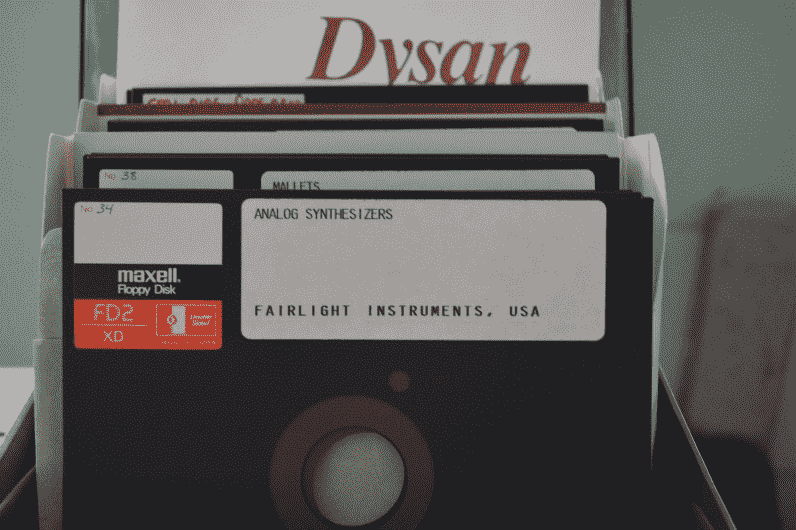 Dysan
No. 38
MALLETS
No. 34
ANALOG SYNTHESIZERS
maxell.
Floppy Disk
FD2
XD
FAIRLIGHT INSTRUMENTS, USA